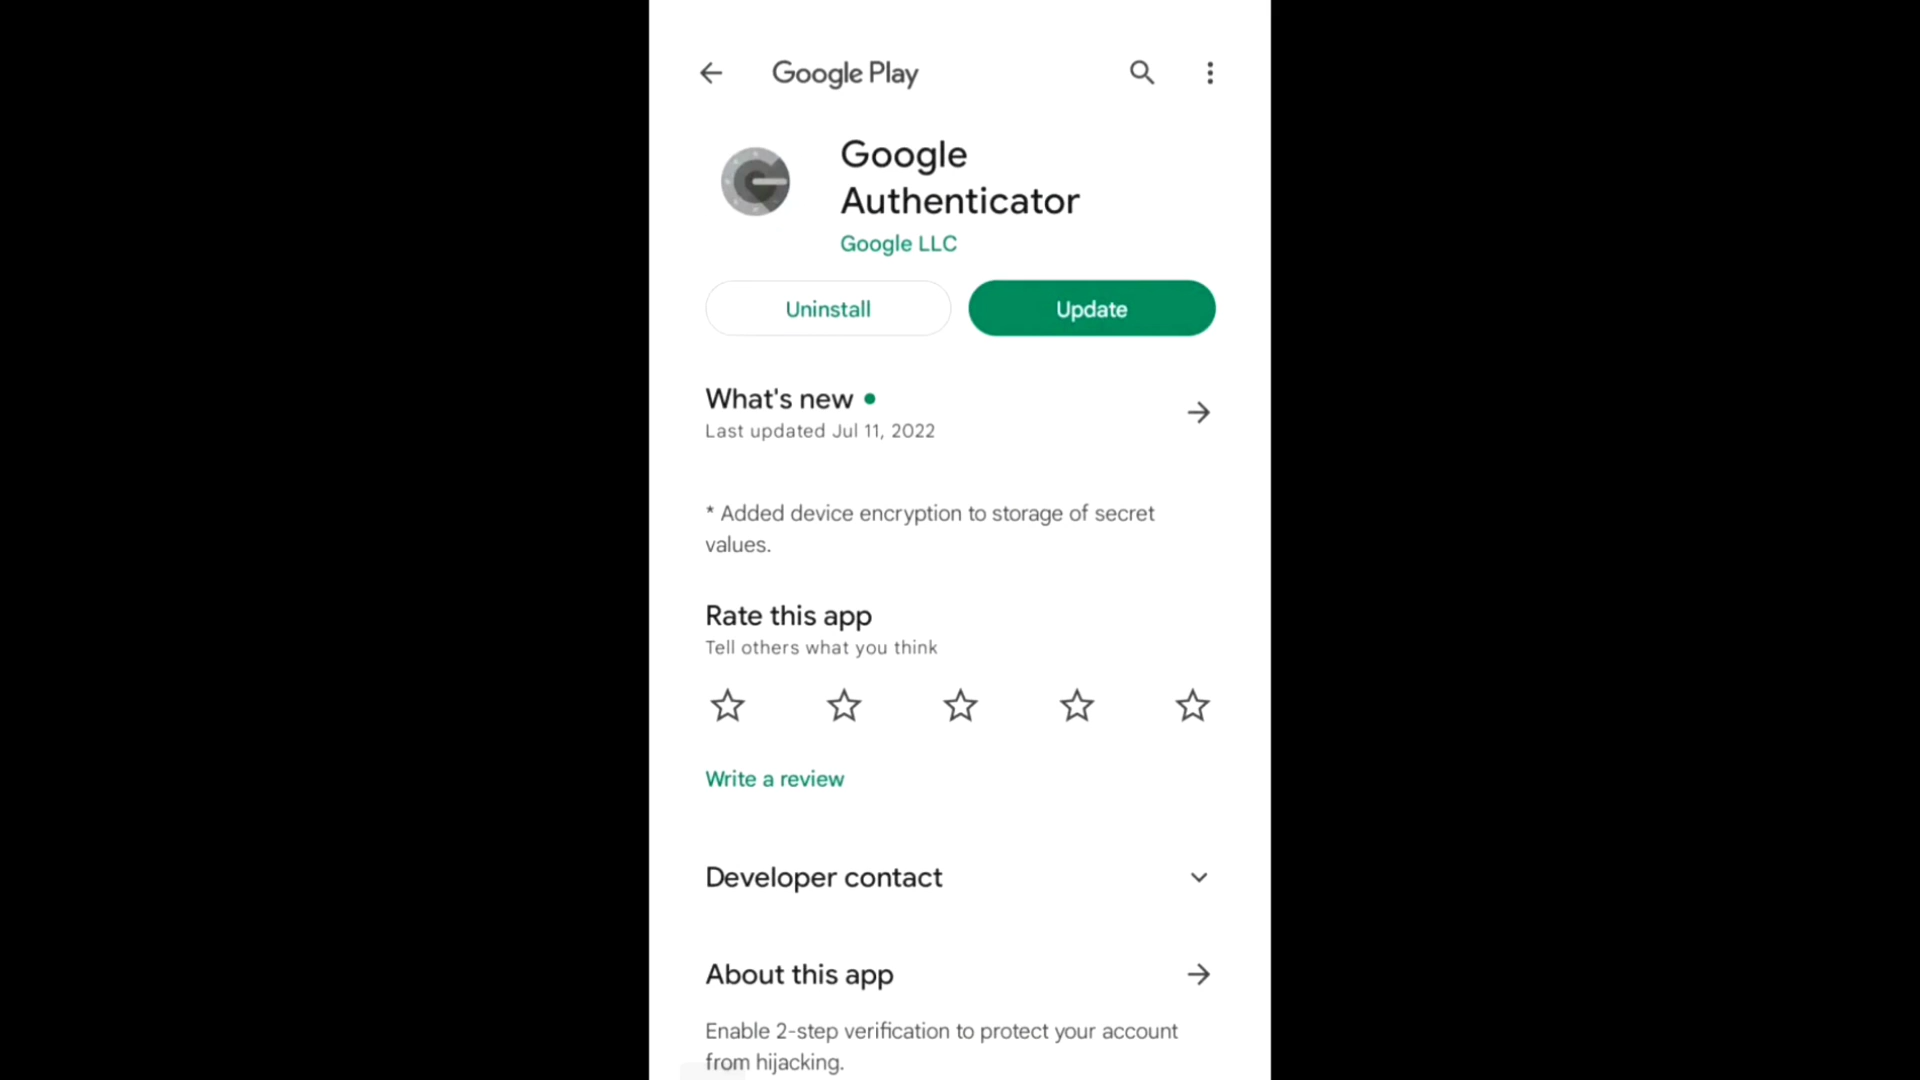 Google Play
Google
Authenticator
Google LLC
Uninstall
Update
What's new
Last updated Jul 11, 2022
* Added device encryption to storage of secret
values.
Rate this app
Tell others what you think
Write a review
Developer contact
About this app
Enable 2-step verification to protect your account
from hijacking.